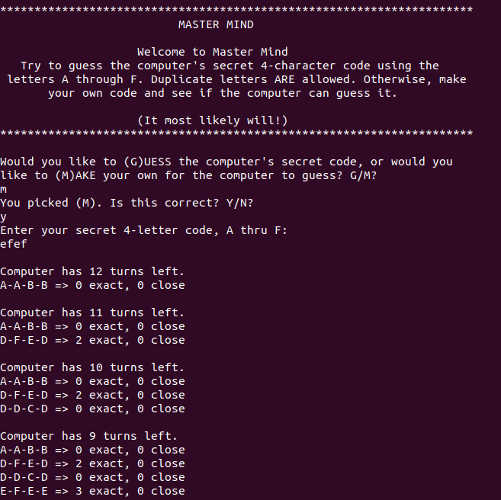 ********************************************************************
MASTER MIND
Welcome to Master Mind
Try to guess the computer's secret 4-character code using the
letters A through F. Duplicate letters ARE allowed. Otherwise, make
your own code and see if the computer can guess it.
(It most likely will!)
********************************************************************
Would you like to (G)UESS the computer's secret code, or would you
like to (M)AKE your own for the computer to guess? G/M?
m
You picked (M). Is this correct? Y/N?
y
Enter your secret 4-letter code, A thru F:
efef
Computer has 12 turns left.
A-A-B-B => 0 exact, 0 close
Computer has 11 turns left.
A-A-B-B => 0 exact, 0 close
D-F-E-D => 2 exact, 0 close
Computer has 10 turns left.
A-A-B-B => 0 exact, 0 close
D-F-E-D => 2 exact, 0 close
D-D-C-D => 0 exact, 0 close
Computer has 9 turns left.
A-A-B-B => 0 exact, 0 close
D-F-E-D => 2 exact, 0 close
D-D-C-D => 0 exact, 0 close
E-F-E-E => 3 exact, 0 close